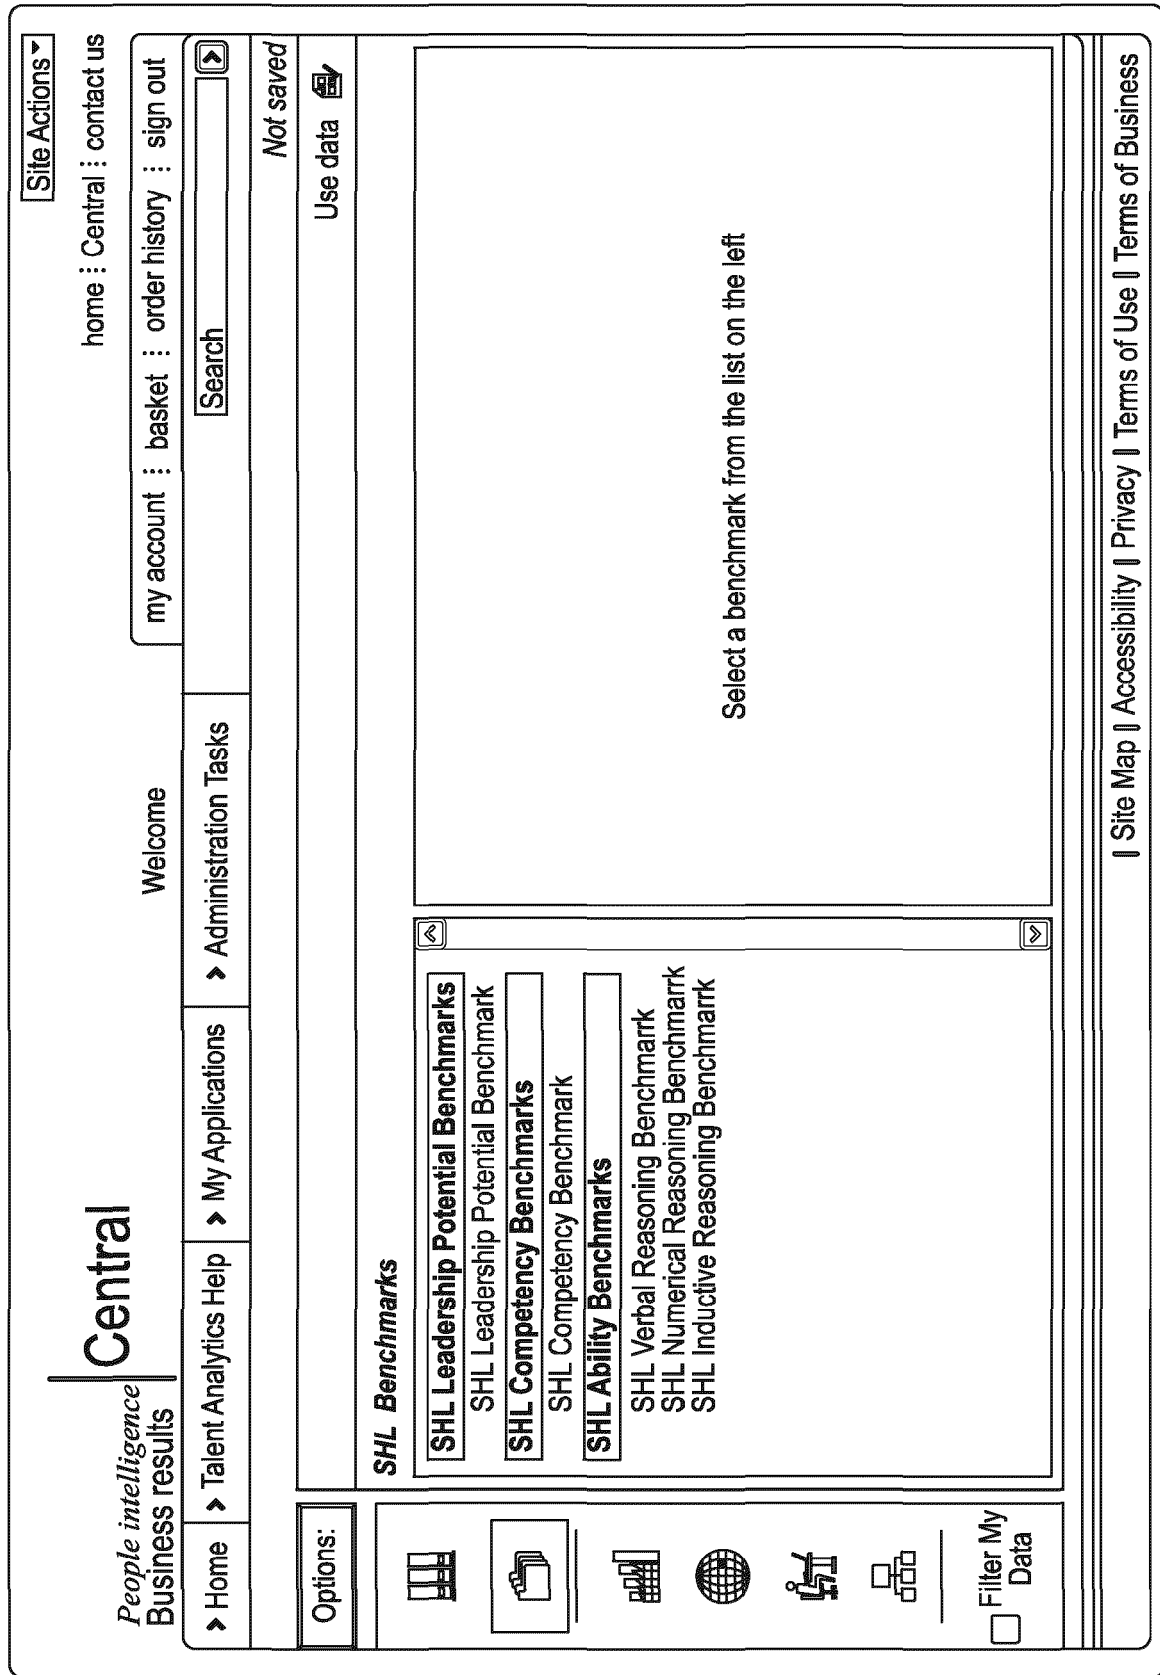 Site Actions
home ⋮ Central ⋮ contact us
People intelligence
Business results
Central
Welcome
my account ⋮ basket ⋮ order history ⋮ sign out
Home
Talent Analytics Help
My Applications
Administration Tasks
Search
Not saved
Options:
Use data
SHL Benchmarks
SHL Leadership Potential Benchmarks
SHL Leadership Potential Benchmark
SHL Competency Benchmarks
SHL Competency Benchmark
SHL Ability Benchmarks
SHL Verbal Reasoning Benchmarrk
SHL Numerical Reasoning Benchmarrk
SHL Inductive Reasoning Benchmarrk
Select a benchmark from the list on the left
Filter My
Data
| Site Map | Accessibility | Privacy | Terms of Use | Terms of Business